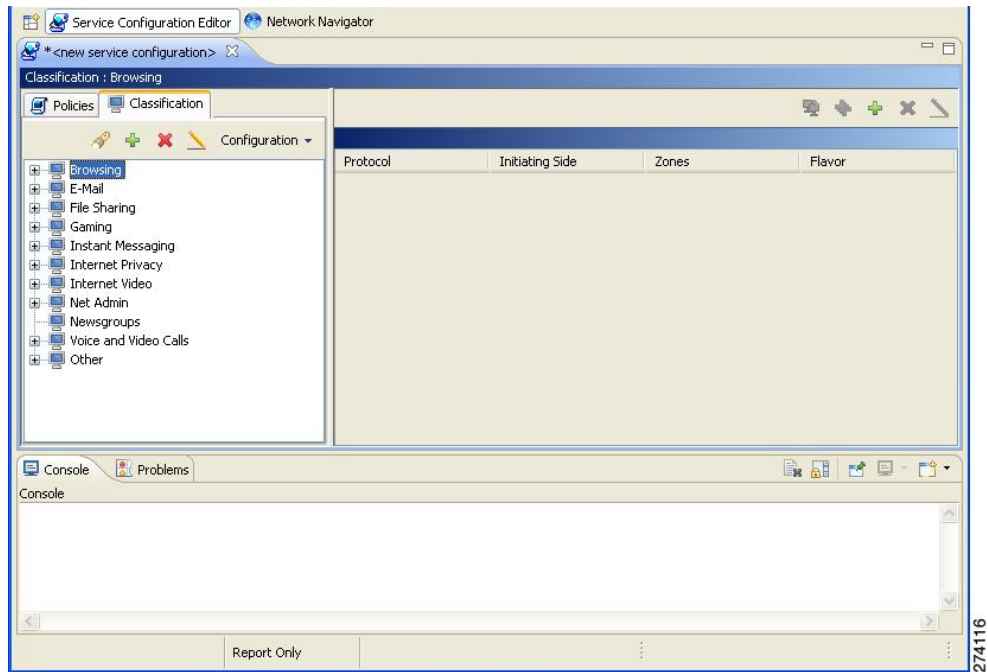 Service Configuration Editor Network Navigator
*<new service configuration>
Classification : Browsing
Policies Classification
Configuration
Protocol Initiating Side Zones Flavor
Browsing
E-Mail
File Sharing
Gaming
Instant Messaging
Internet Privacy
Internet Video
Net Admin
Newsgroups
Voice and Video Calls
Other
Console Problems
Console
Report Only
274116